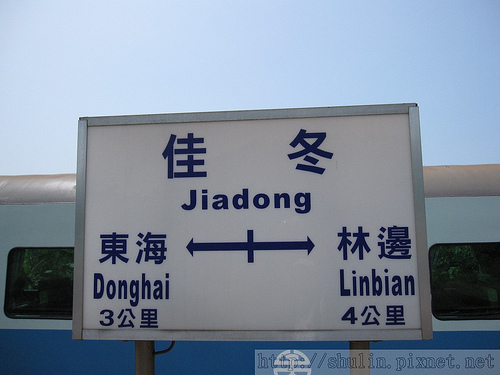 佳冬
Jiadong
東海 林邊
Donghai Linbian
3公里 4公里
http://shulin.pixnet.net